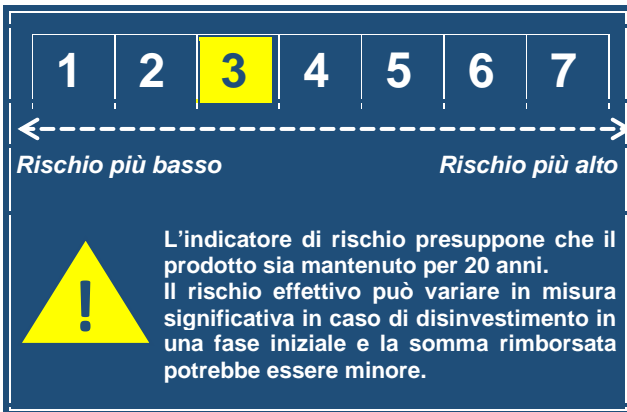 1 2 3 4 5 6 7
Rischio più basso Rischio più alto
!
L'indicatore di rischio presuppone che il
prodotto sia mantenuto per 20 anni.
Il rischio effettivo può variare in misura
significativa in caso di disinvestimento in
una fase iniziale e la somma rimborsata
potrebbe essere minore.